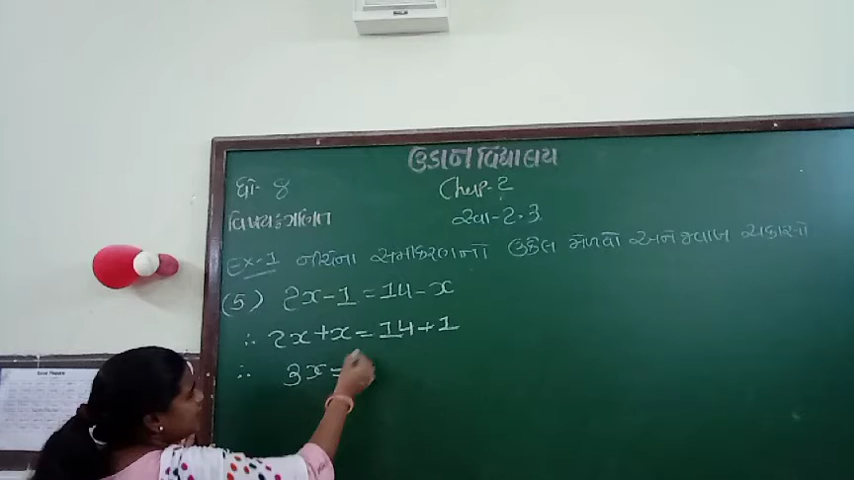 ઉડાન વિદ્યાલય
ધો- 8 Chap-2
વિષય:ગણિત સ્વા-2.3
Ex-1 નીચેના સમીકરણનો ઉકેલ મેળવો અને જવાબ ચકાસો
(5) 2x-1=14-x
∴ 2x+x=14+1
∴ 3x=